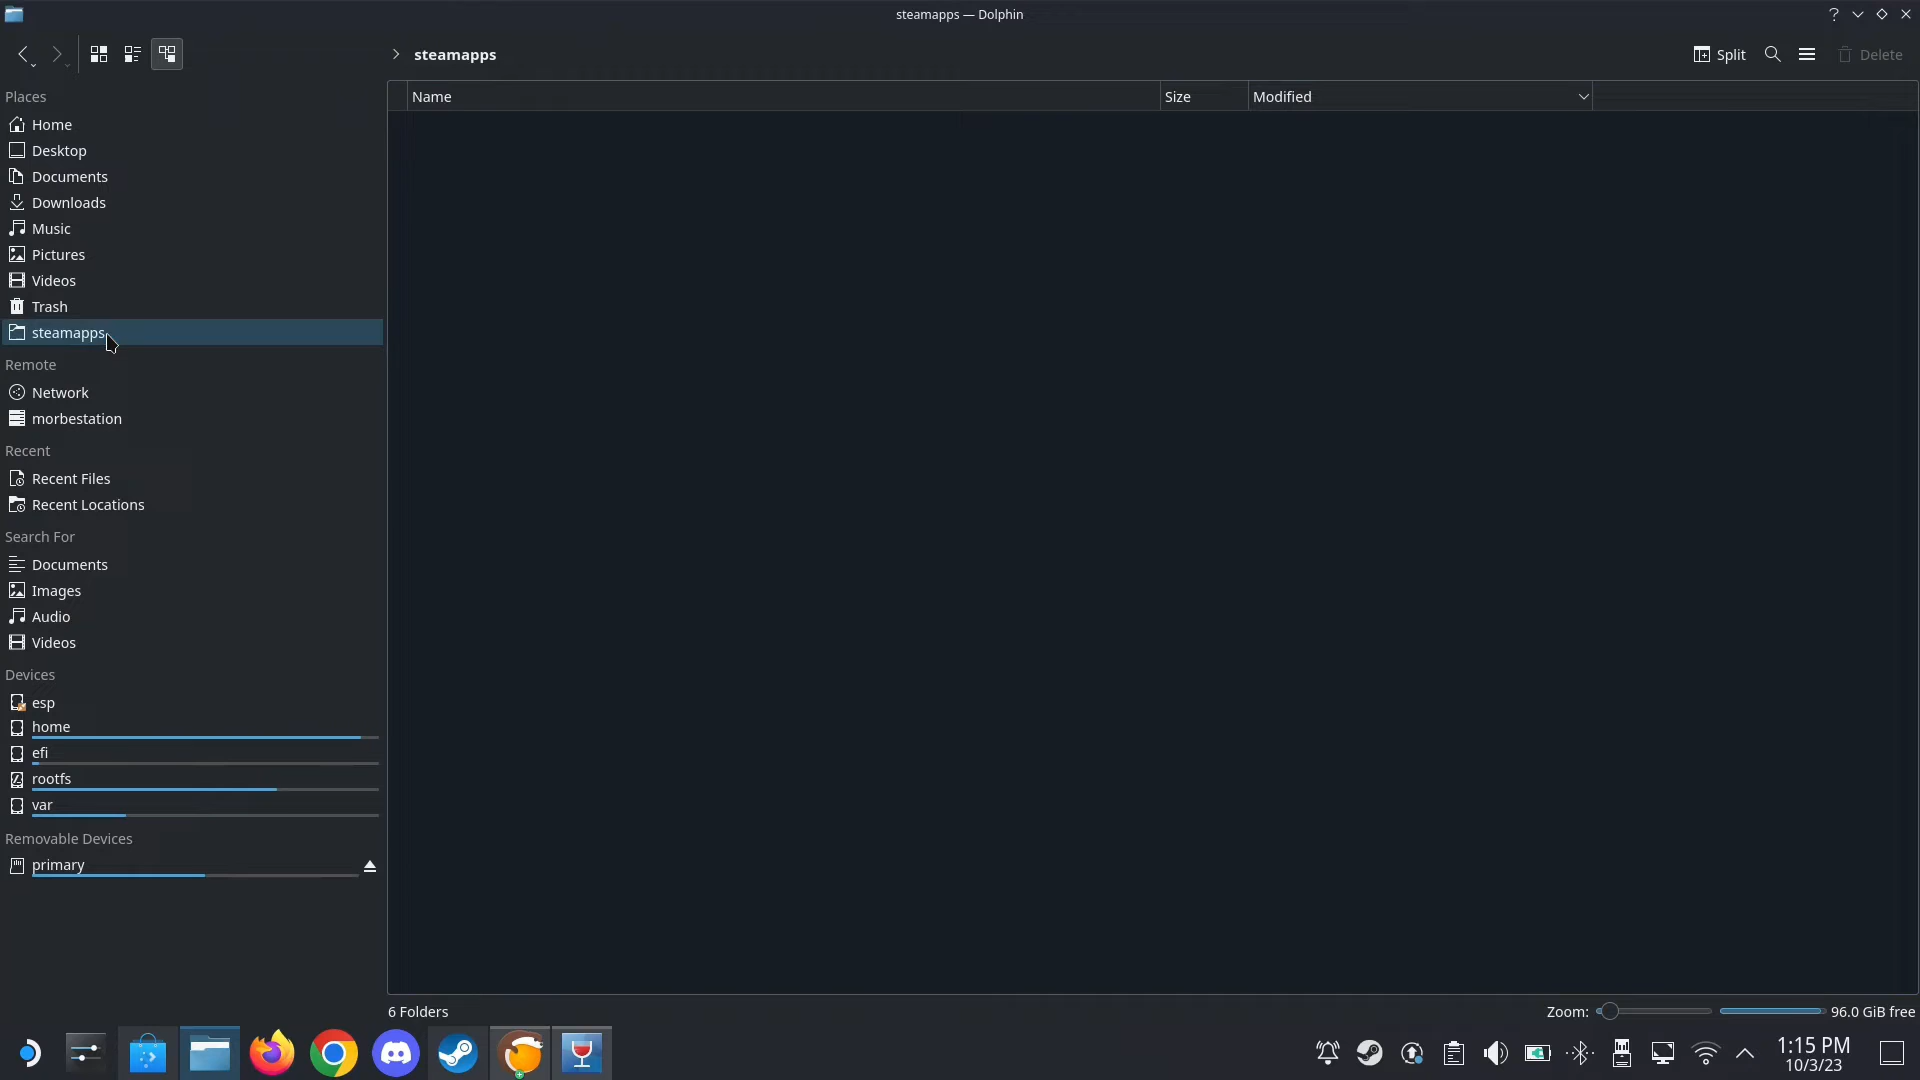 steamapps — Dolphin
steamapps
Split
Delete
Places
Home
Desktop
Documents
Downloads
Music
Pictures
Videos
Trash
steamapps
Remote
Network
morbestation
Recent
Recent Files
Recent Locations
Search For
Documents
Images
Audio
Videos
Devices
esp
home
efi
rootfs
var
Removable Devices
primary
Name
Size
Modified
6 Folders
Zoom:
96.0 GiB free
1:15 PM
10/3/23